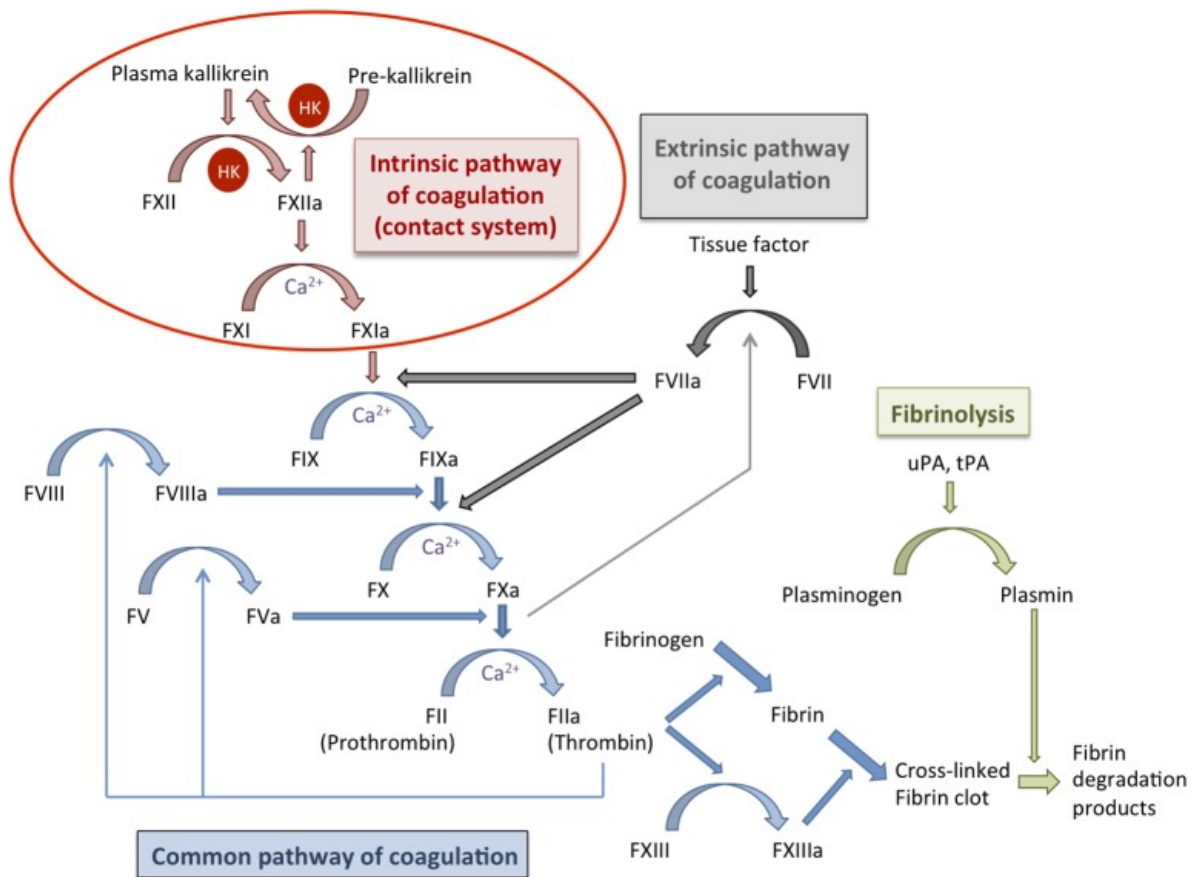 Plasma kallikrein
Pre-kallikrein
HK
HK
FXII
FXIIa
Intrinsic pathway
of coagulation
(contact system)
Ca²⁺
FXI
FXIa
Extrinsic pathway
of coagulation
Tissue factor
FVIIa
FVII
Ca²⁺
FIX
FIXa
FVIII
FVIIIa
Ca²⁺
FX
FXa
FV
FVa
Ca²⁺
FII
(Prothrombin)
FIIa
(Thrombin)
Fibrinolysis
uPA, tPA
Plasminogen
Plasmin
Fibrinogen
Fibrin
Cross-linked
Fibrin clot
Fibrin
degradation
products
FXIII
FXIIIa
Common pathway of coagulation